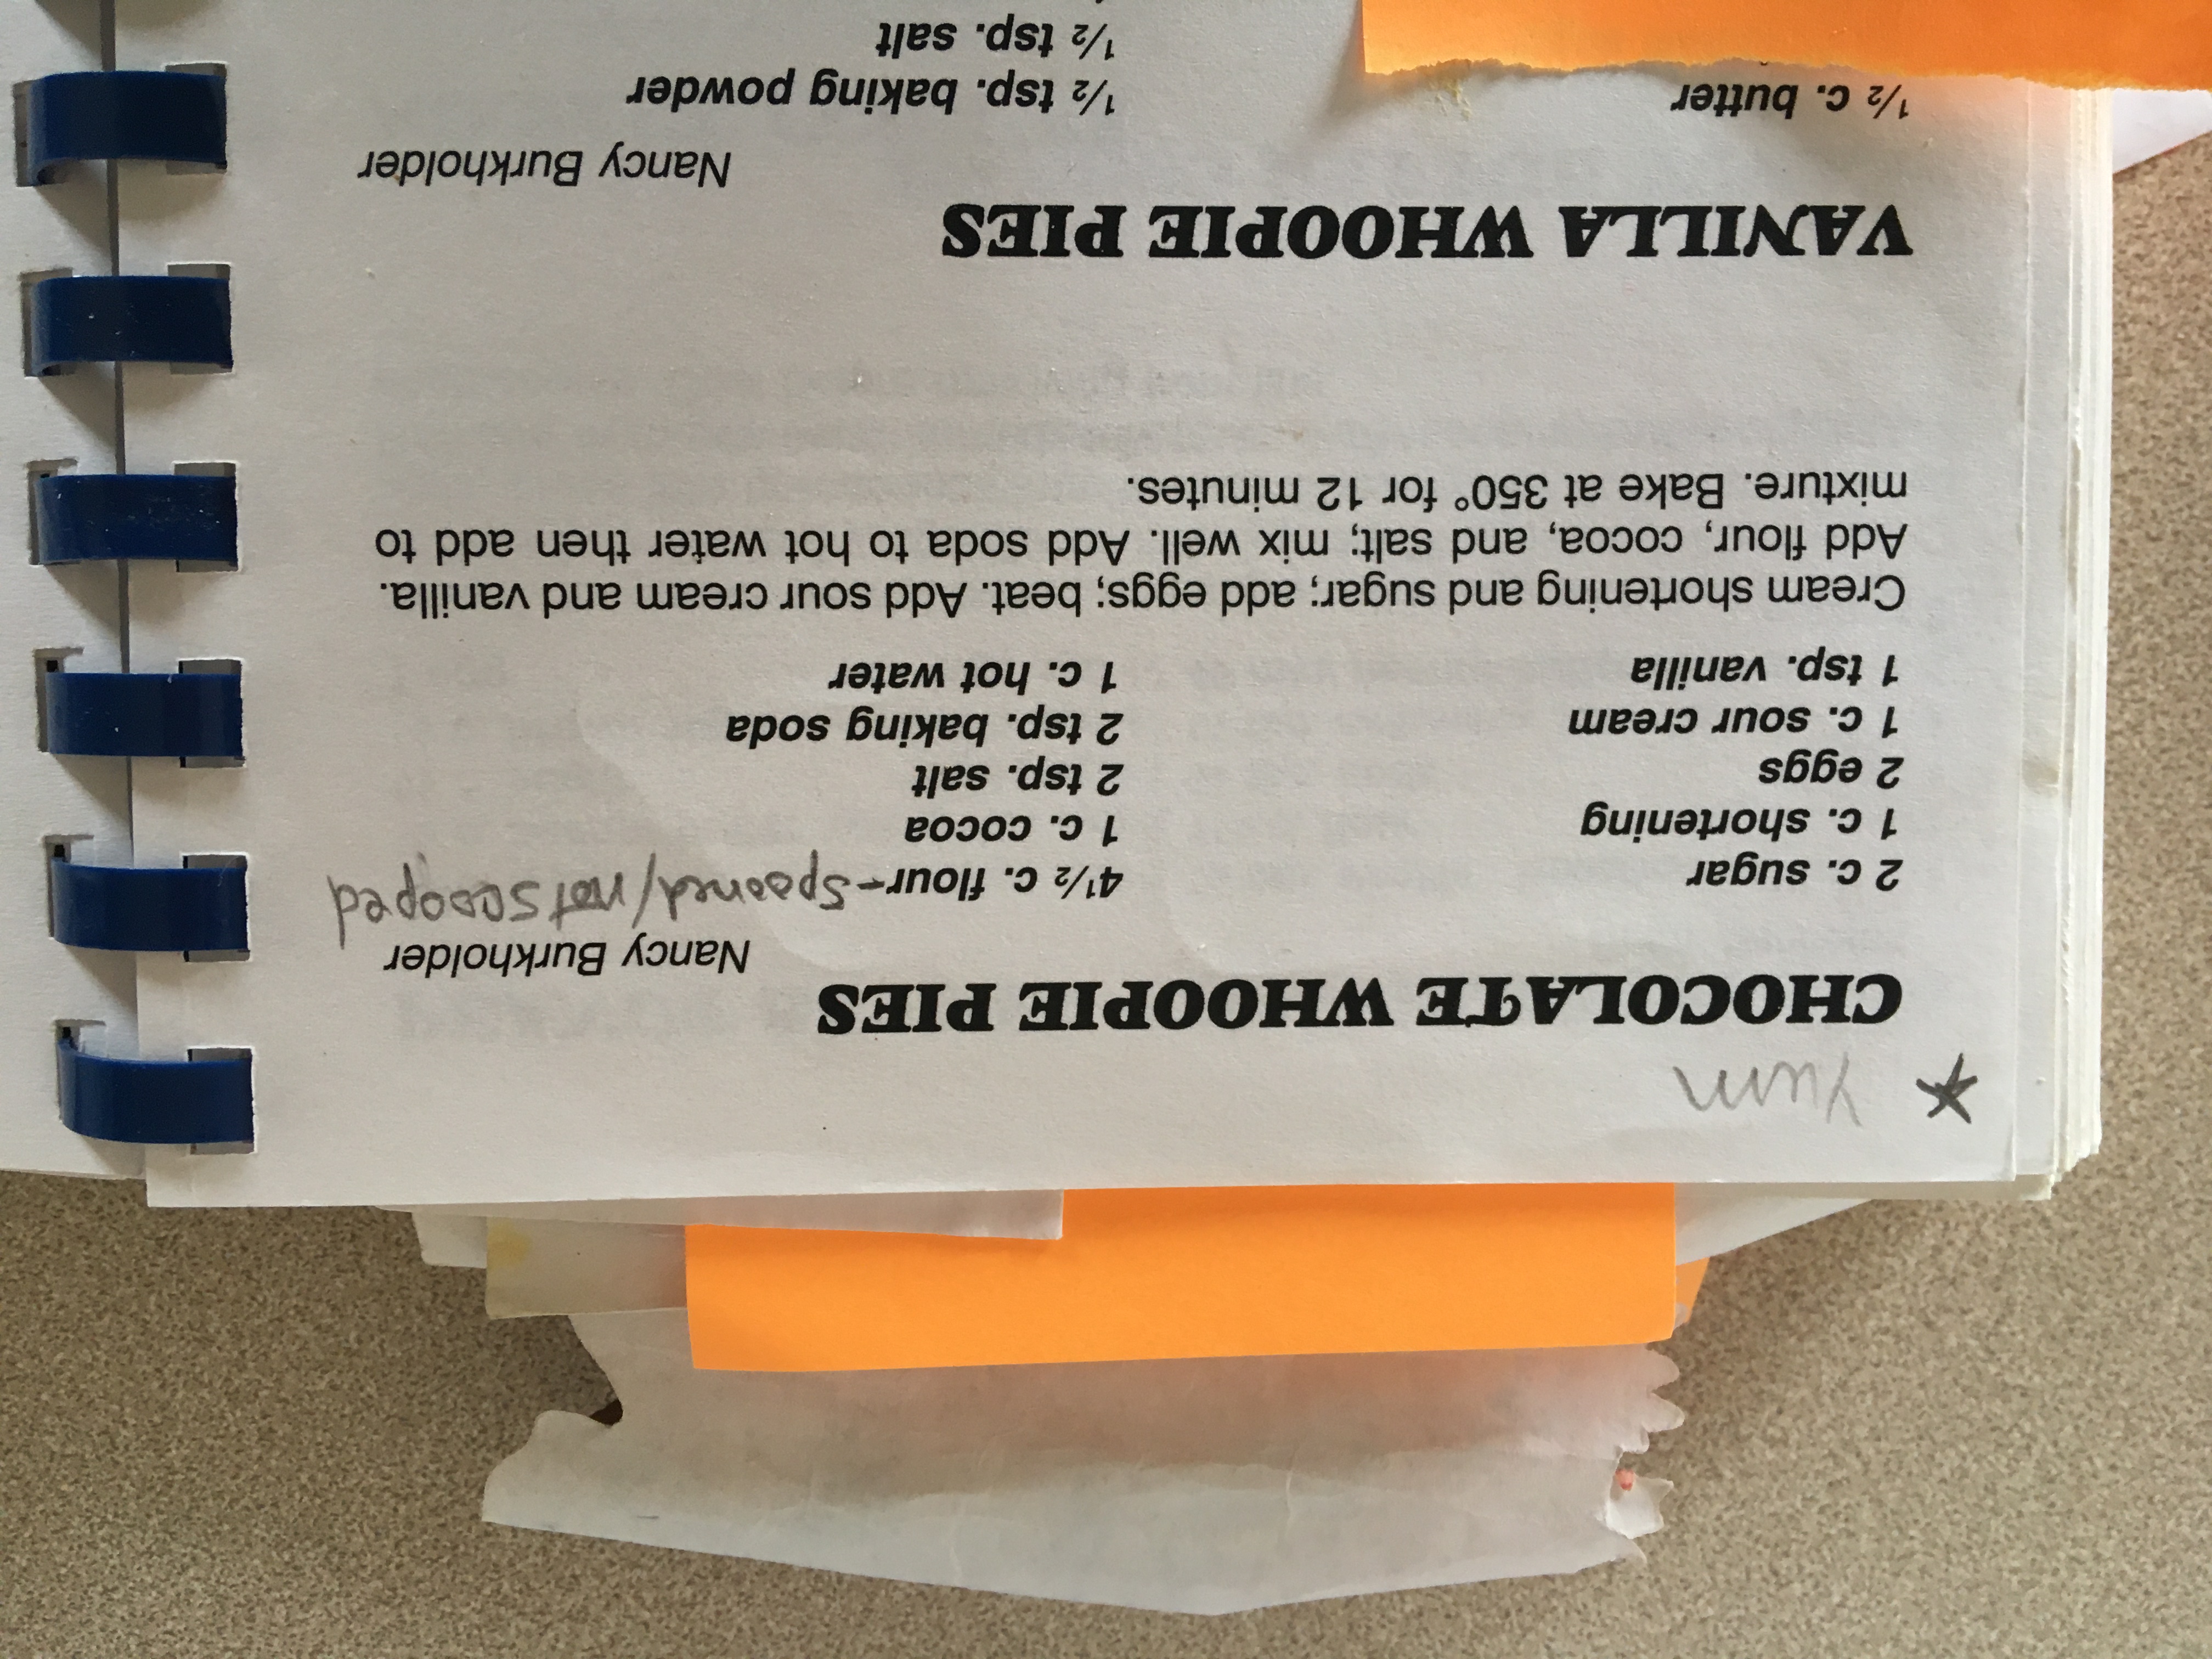 Yum
CHOCOLATE WHOOPIE PIES
Nancy Burkholder
2 c. sugar
1 c. shortening
2 eggs
1 c. sour cream
1 tsp. vanilla
4½ c. flour - spooned/not scooped
1 c. cocoa
2 tsp. salt
2 tsp. baking soda
1 c. hot water
Cream shortening and sugar; add eggs; beat. Add sour cream and vanilla.
Add flour, cocoa, and salt; mix well. Add soda to hot water then add to
mixture. Bake at 350° for 12 minutes.
VANILLA WHOOPIE PIES
Nancy Burkholder
½ c. butter
½ tsp. baking powder
½ tsp. salt